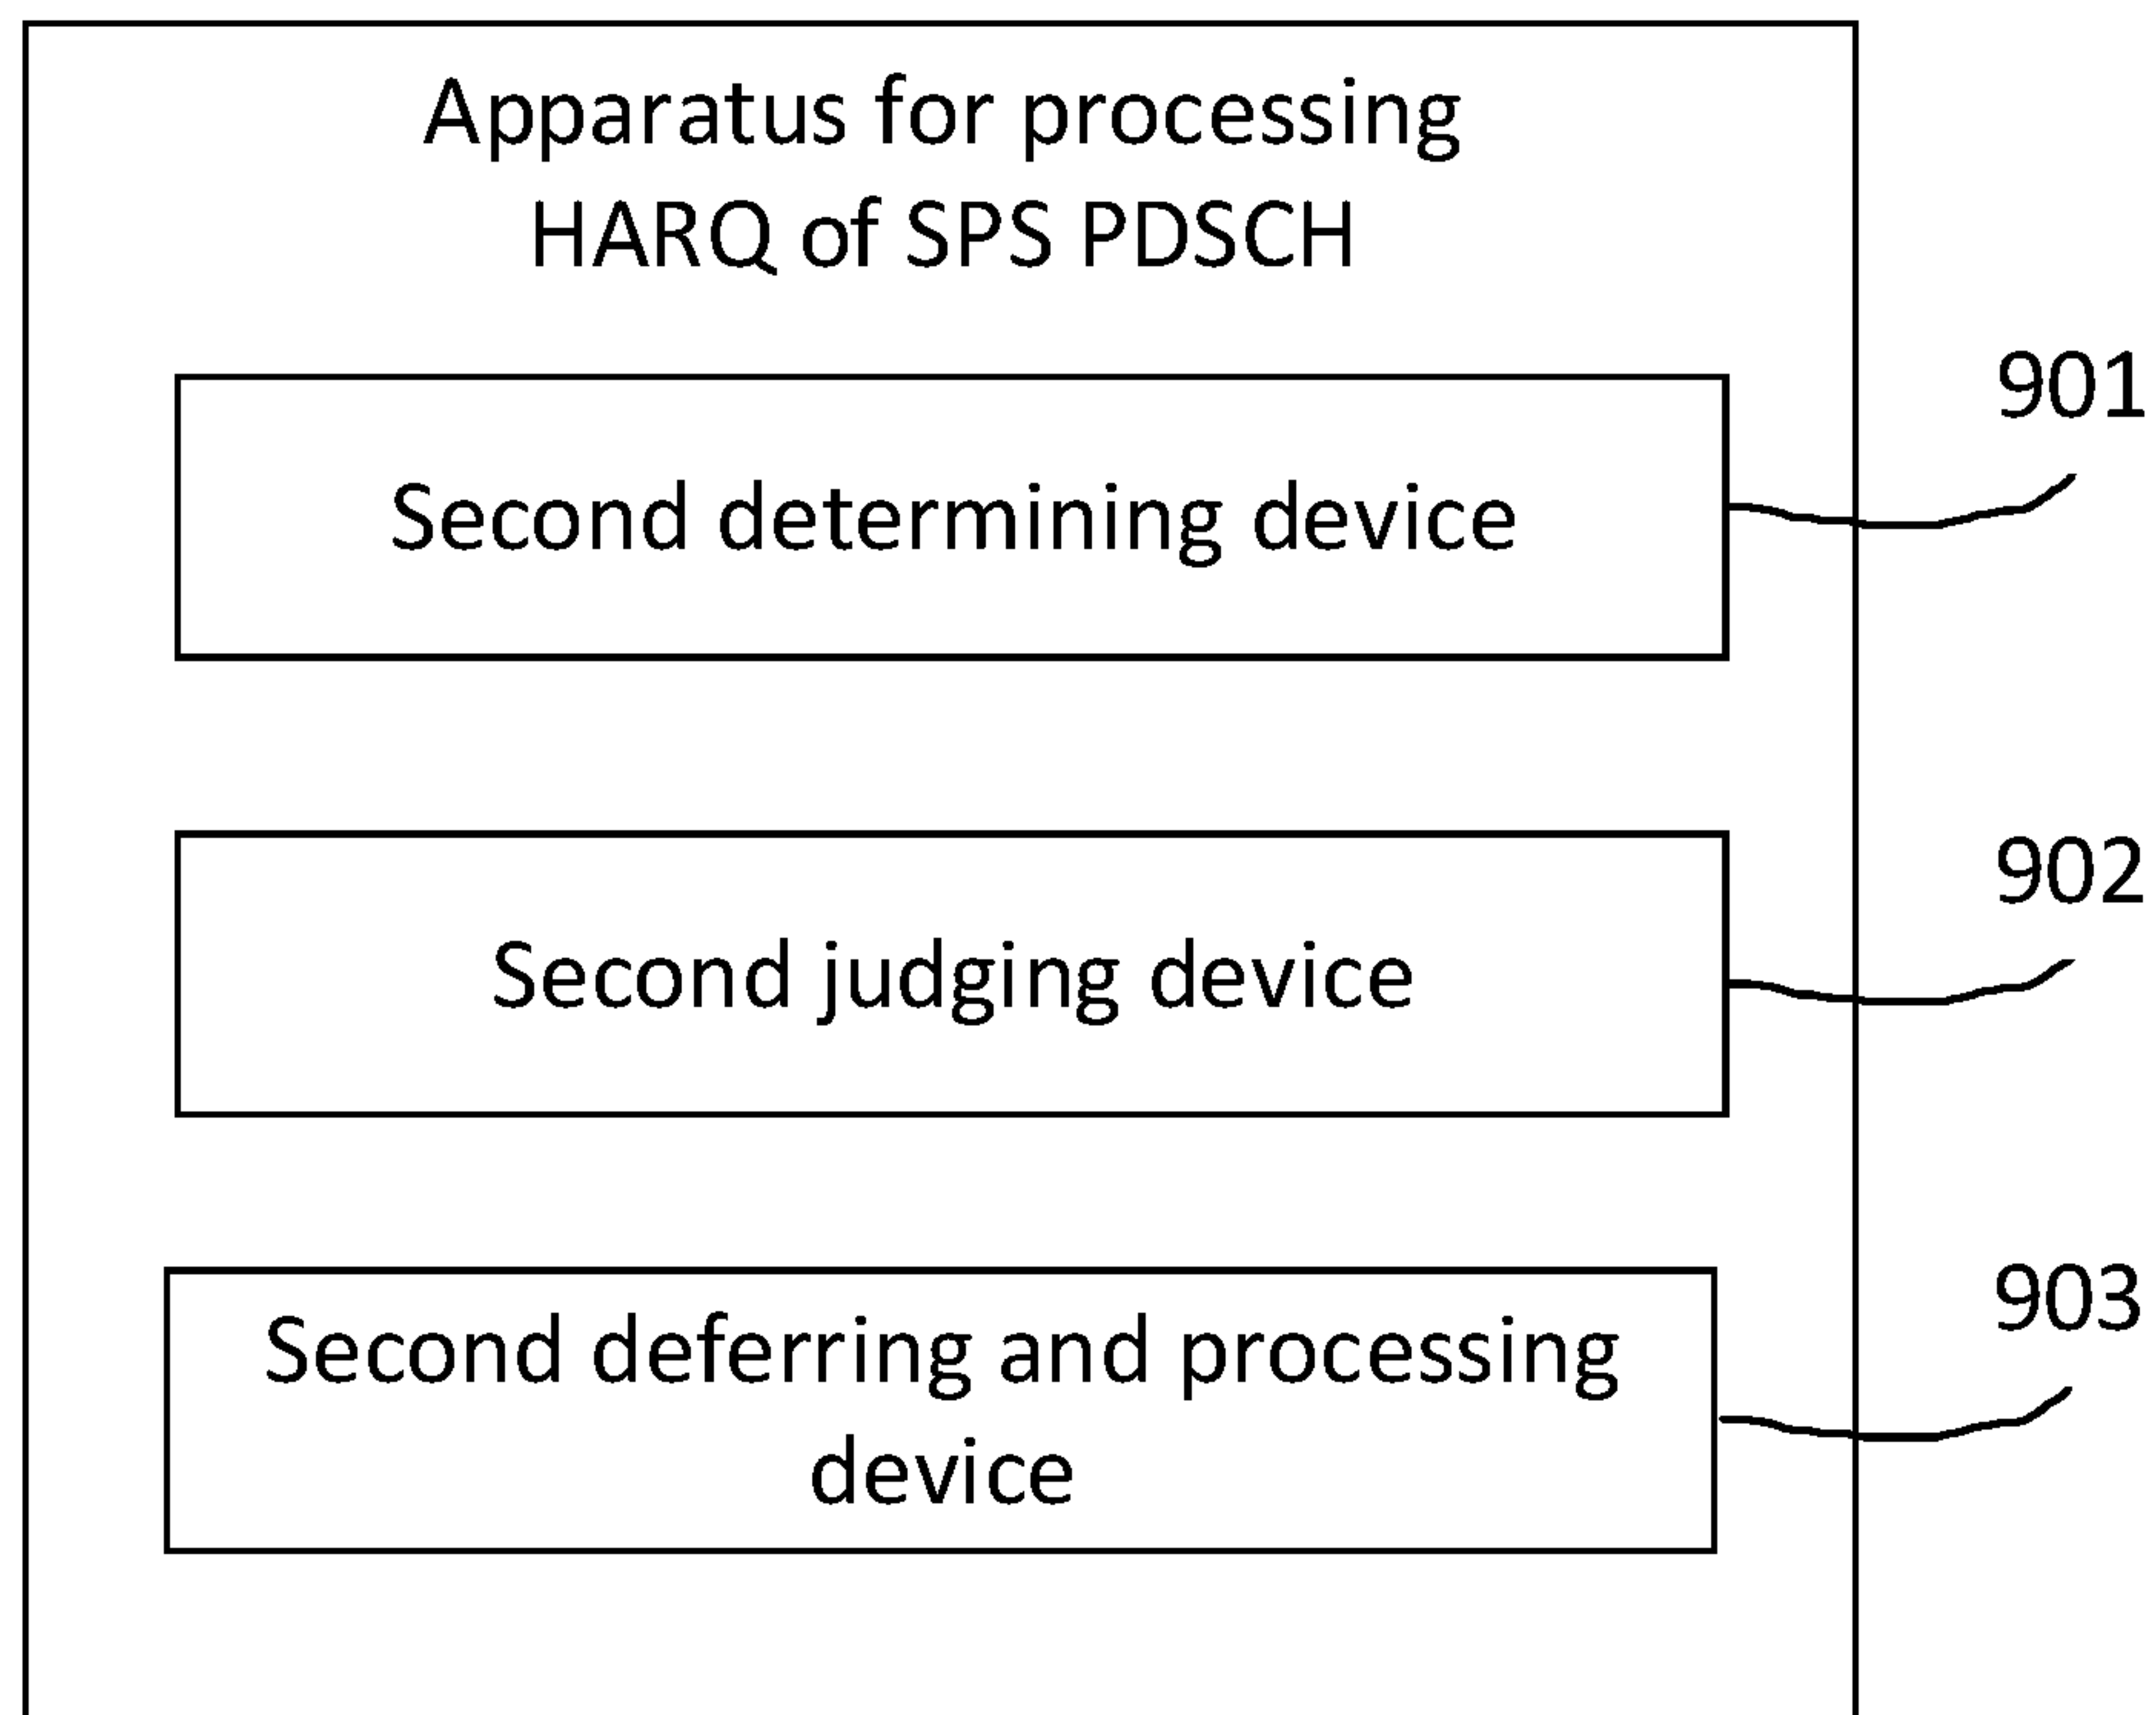 Apparatus for processing
HARQ of SPS PDSCH
901
Second determining device
902
Second judging device
903
Second deferring and processing
device